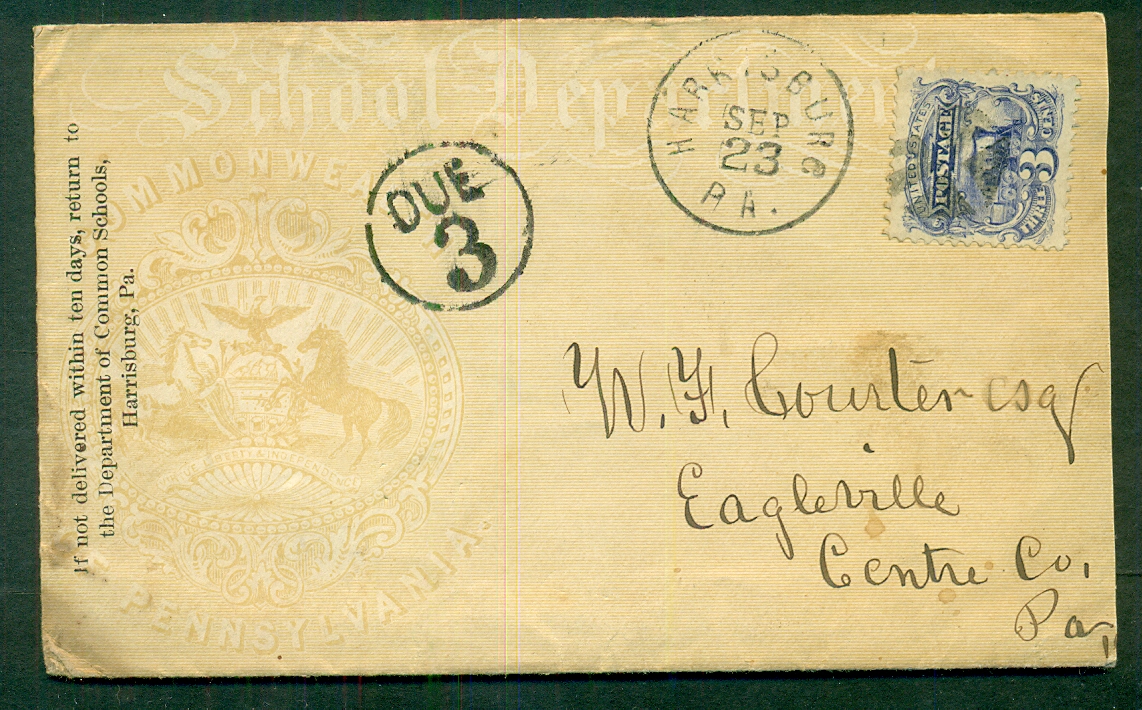 School Department
COMMONWEA
PENNSYLVANIA
If not delivered within ten days, return to
the Department of Common Schools,
Harrisburg, Pa.
DUE
3
HARRISBURG
SEP
23
PA.
UNITED STATES
POSTAGE
THREE 3 CENTS
W. F. Courter Esq
Eagleville
Centre Co,
Pa